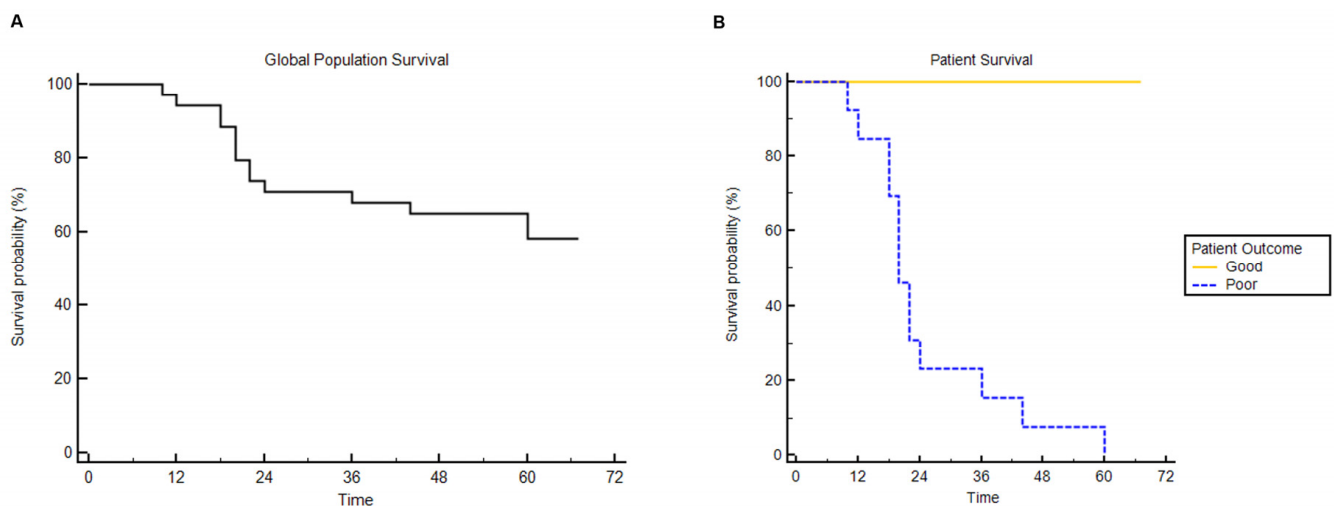 A
Global Population Survival
100
80
60
40
20
0
Survival probability (%)
0 12 24 36 48 60 72
Time
B
Patient Survival
100
80
60
40
20
0
Survival probability (%)
0 12 24 36 48 60 72
Time
Patient Outcome
Good
Poor